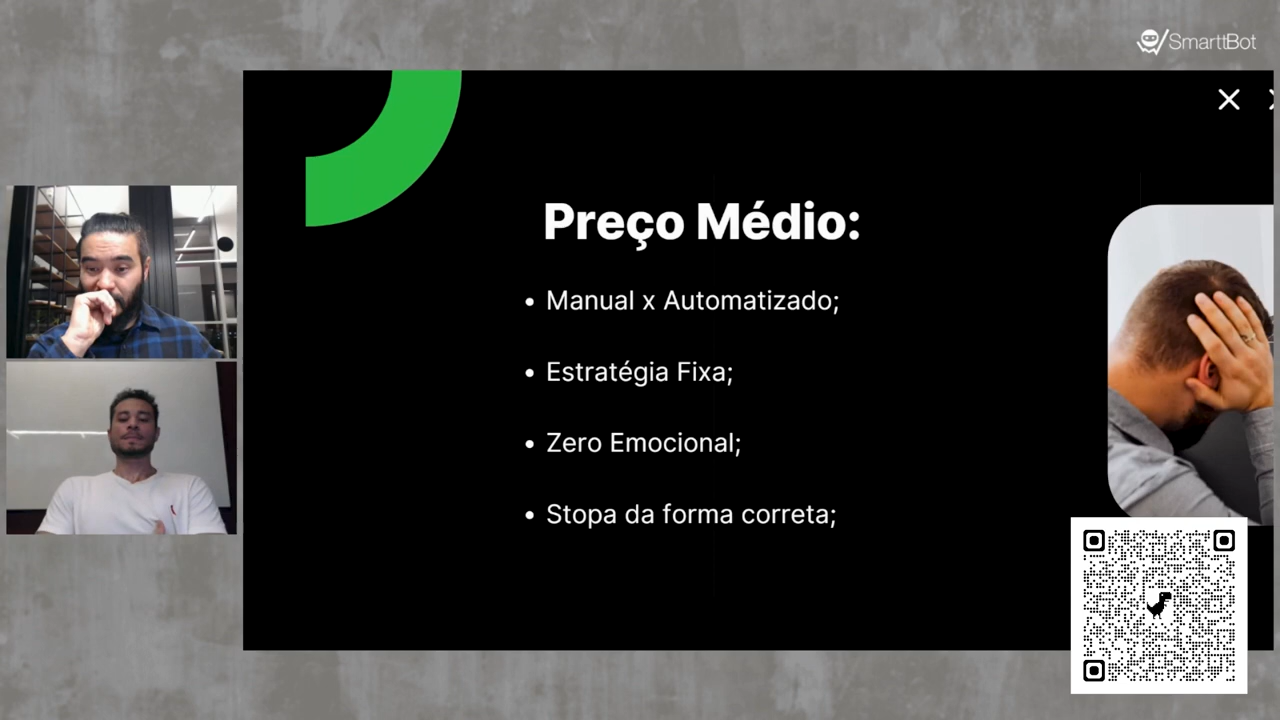 SmarttBot
Preço Médio:
• Manual x Automatizado;
• Estratégia Fixa;
• Zero Emocional;
• Stopa da forma correta;